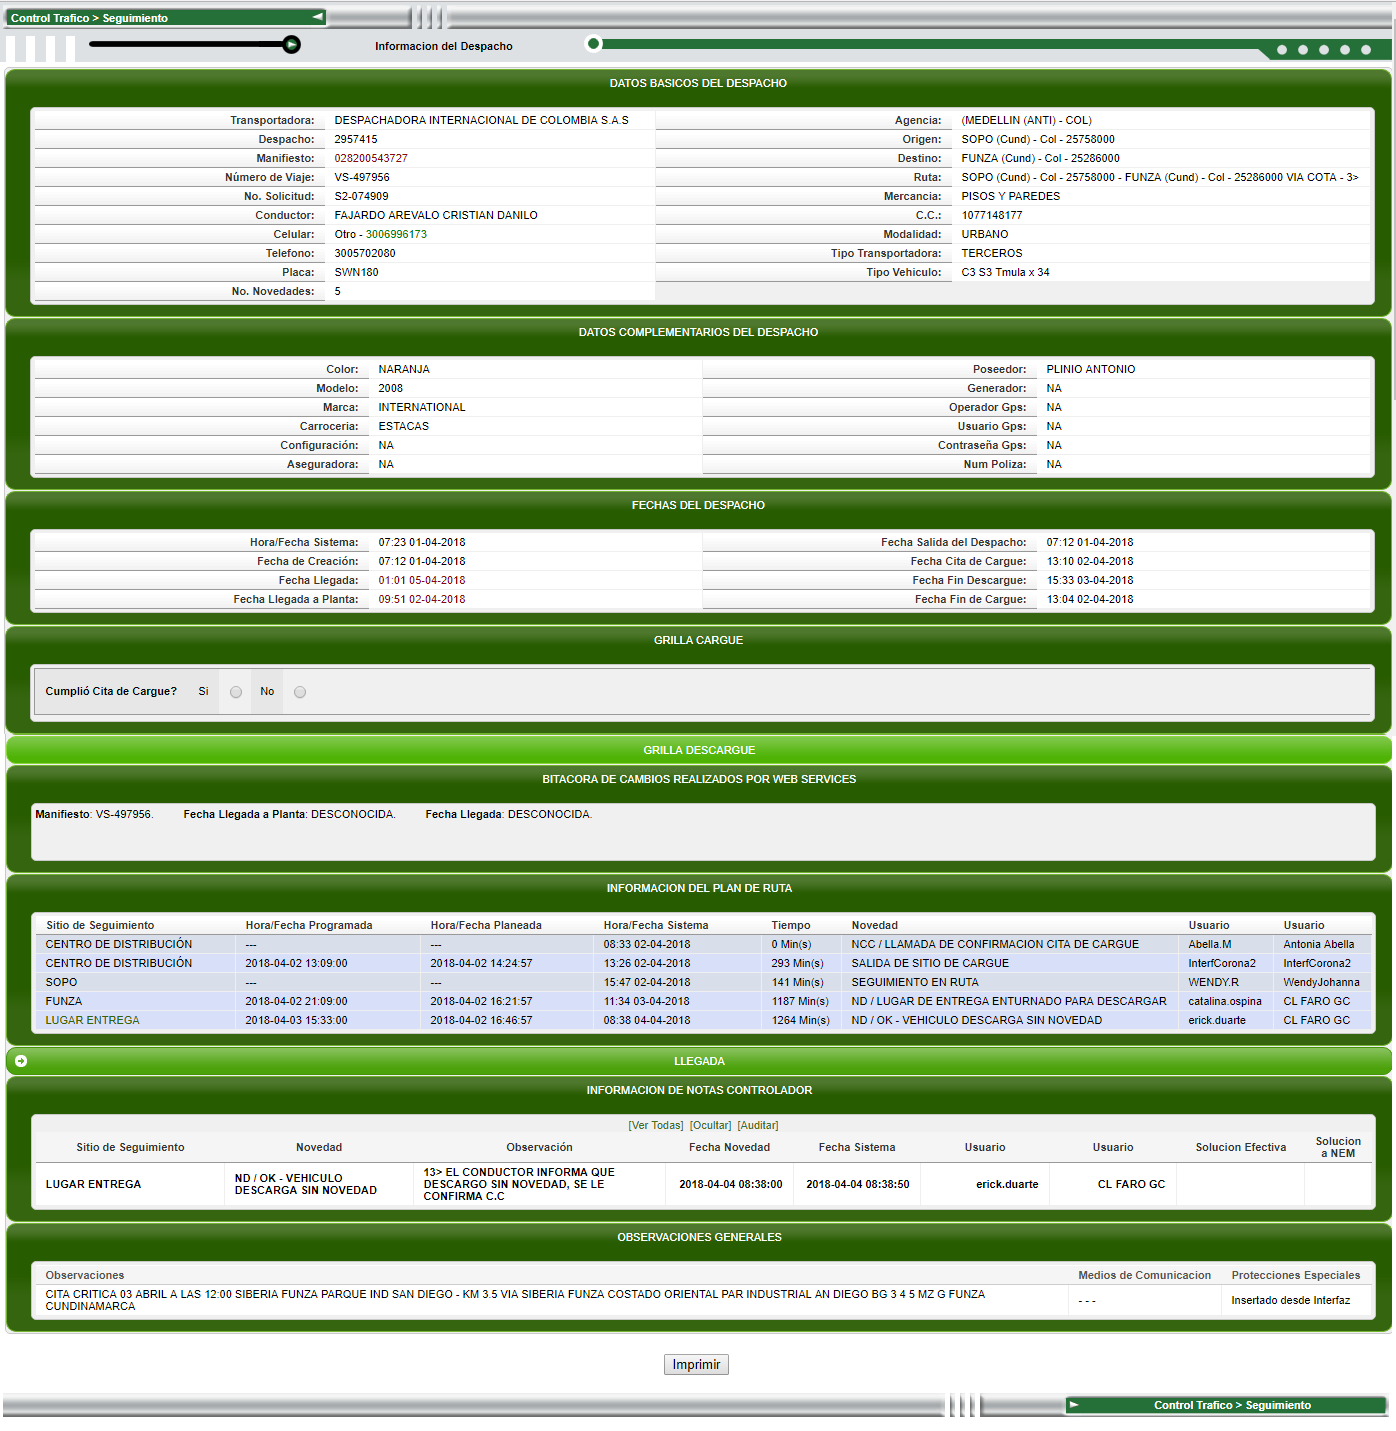 Control Trafico > Seguimiento
Informacion del Despacho
DATOS BASICOS DEL DESPACHO
Transportadora: DESPACHADORA INTERNACIONAL DE COLOMBIA S.A.S Agencia: (MEDELLIN (ANTI) - COL)
Despacho: 2957415 Origen: SOPO (Cund) - Col - 25758000
Manifiesto: 028200543727 Destino: FUNZA (Cund) - Col - 25286000
Número de Viaje: VS-497956 Ruta: SOPO (Cund) - Col - 25758000 - FUNZA (Cund) - Col - 25286000 VIA COTA - 3>
No. Solicitud: S2-074909 Mercancia: PISOS Y PAREDES
Conductor: FAJARDO AREVALO CRISTIAN DANILO C.C.: 1077148177
Celular: Otro - 3006996173 Modalidad: URBANO
Telefono: 3005702080 Tipo Transportadora: TERCEROS
Placa: SWN180 Tipo Vehiculo: C3 S3 Tmula x 34
No. Novedades: 5
DATOS COMPLEMENTARIOS DEL DESPACHO
Color: NARANJA Poseedor: PLINIO ANTONIO
Modelo: 2008 Generador: NA
Marca: INTERNATIONAL Operador Gps: NA
Carroceria: ESTACAS Usuario Gps: NA
Configuración: NA Contraseña Gps: NA
Aseguradora: NA Num Poliza: NA
FECHAS DEL DESPACHO
Hora/Fecha Sistema: 07:23 01-04-2018 Fecha Salida del Despacho: 07:12 01-04-2018
Fecha de Creación: 07:12 01-04-2018 Fecha Cita de Cargue: 13:10 02-04-2018
Fecha Llegada: 01:01 05-04-2018 Fecha Fin Descargue: 15:33 03-04-2018
Fecha Llegada a Planta: 09:51 02-04-2018 Fecha Fin de Cargue: 13:04 02-04-2018
GRILLA CARGUE
Cumplió Cita de Cargue? Si No
GRILLA DESCARGUE
BITACORA DE CAMBIOS REALIZADOS POR WEB SERVICES
Manifiesto: VS-497956. Fecha Llegada a Planta: DESCONOCIDA. Fecha Llegada: DESCONOCIDA.
INFORMACION DEL PLAN DE RUTA
Sitio de Seguimiento Hora/Fecha Programada Hora/Fecha Planeada Hora/Fecha Sistema Tiempo Novedad Usuario Usuario
CENTRO DE DISTRIBUCIÓN --- --- 08:33 02-04-2018 0 Min(s) NCC / LLAMADA DE CONFIRMACION CITA DE CARGUE Abella.M Antonia Abella
CENTRO DE DISTRIBUCIÓN 2018-04-02 13:09:00 2018-04-02 14:24:57 13:26 02-04-2018 293 Min(s) SALIDA DE SITIO DE CARGUE InterfCorona2 InterfCorona2
SOPO --- --- 15:47 02-04-2018 141 Min(s) SEGUIMIENTO EN RUTA WENDY.R WendyJohanna
FUNZA 2018-04-02 21:09:00 2018-04-02 16:21:57 11:34 03-04-2018 1187 Min(s) ND / LUGAR DE ENTREGA ENTURNADO PARA DESCARGAR catalina.ospina CL FARO GC
LUGAR ENTREGA 2018-04-03 15:33:00 2018-04-02 16:46:57 08:38 04-04-2018 1264 Min(s) ND / OK - VEHICULO DESCARGA SIN NOVEDAD erick.duarte CL FARO GC
LLEGADA
INFORMACION DE NOTAS CONTROLADOR
[Ver Todas] [Ocultar] [Auditar]
Sitio de Seguimiento Novedad Observación Fecha Novedad Fecha Sistema Usuario Usuario Solucion Efectiva Solucion a NEM
LUGAR ENTREGA ND / OK - VEHICULO DESCARGA SIN NOVEDAD 13> EL CONDUCTOR INFORMA QUE DESCARGO SIN NOVEDAD, SE LE CONFIRMA C.C 2018-04-04 08:38:00 2018-04-04 08:38:50 erick.duarte CL FARO GC
OBSERVACIONES GENERALES
Observaciones Medios de Comunicacion Protecciones Especiales
CITA CRITICA 03 ABRIL A LAS 12:00 SIBERIA FUNZA PARQUE IND SAN DIEGO - KM 3.5 VIA SIBERIA FUNZA COSTADO ORIENTAL PAR INDUSTRIAL AN DIEGO BG 3 4 5 MZ G FUNZA
CUNDINAMARCA - - - Insertado desde Interfaz
Imprimir
Control Trafico > Seguimiento